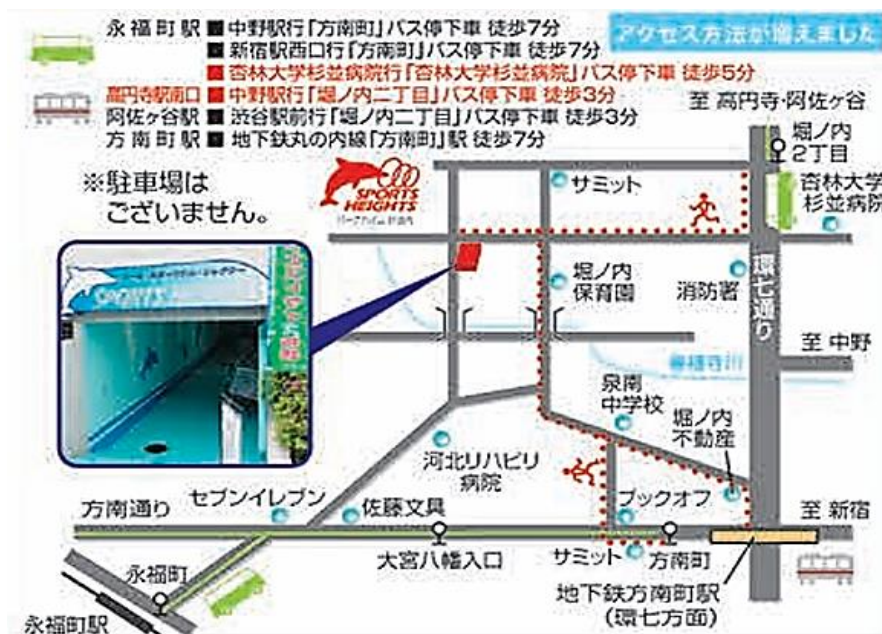 永福町駅 ■ 中野駅行「方南町」バス停下車 徒歩7分
■ 新宿駅西口行「方南町」バス停下車 徒歩7分
■ 杏林大学杉並病院行「杏林大学杉並病院」バス停下車 徒歩5分
高円寺駅南口 ■ 中野駅行「堀ノ内二丁目」バス停下車 徒歩3分
阿佐ヶ谷駅 ■ 渋谷駅前行「堀ノ内二丁目」バス停下車 徒歩3分
方南町駅 ■ 地下鉄丸の内線「方南町」駅 徒歩7分
アクセス方法が増えました
至 高円寺・阿佐ヶ谷
堀ノ内
2丁目
※駐車場は
ございません。
SPORTS
HEIGHTS
サミット
杏林大学
杉並病院
堀ノ内
保育園
消防署
環七通り
SPORTS
至 中野
善福寺川
泉南
中学校
堀ノ内
不動産
河北リハビリ
病院
方南通り
セブンイレブン
佐藤文具
ブックオフ
至 新宿
大宮八幡入口
サミット
方南町
永福町
地下鉄方南町駅
(環七方面)
永福町駅